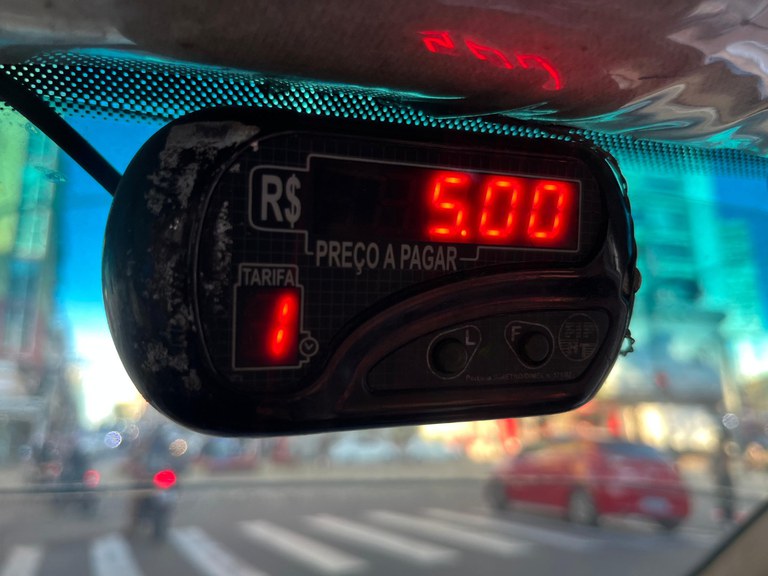 R$ 5.00
PREÇO A PAGAR
TARIFA
1
L F